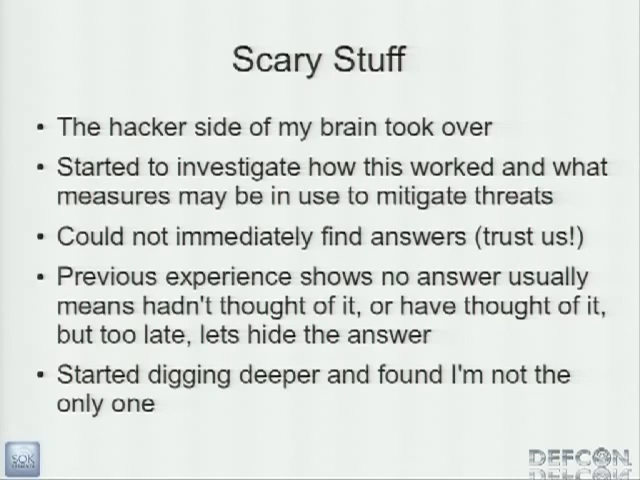 Scary Stuff
• The hacker side of my brain took over
• Started to investigate how this worked and what
measures may be in use to mitigate threats
• Could not immediately find answers (trust us!)
• Previous experience shows no answer usually
means hadn't thought of it, or have thought of it,
but too late, lets hide the answer
• Started digging deeper and found I'm not the
only one
DEFCON